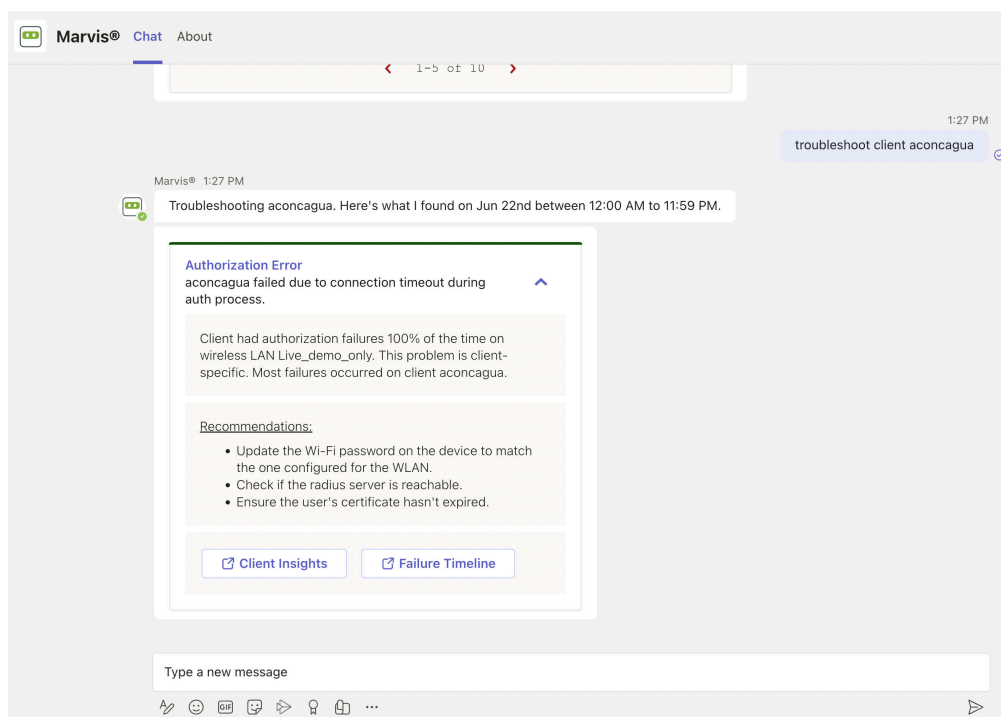 Marvis® Chat About
1-5 of 10
1:27 PM
troubleshoot client aconcagua
Marvis® 1:27 PM
Troubleshooting aconcagua. Here's what I found on Jun 22nd between 12:00 AM to 11:59 PM.
Authorization Error
aconcagua failed due to connection timeout during
auth process.
Client had authorization failures 100% of the time on
wireless LAN Live_demo_only. This problem is client-
specific. Most failures occurred on client aconcagua.
Recommendations:
• Update the Wi-Fi password on the device to match
the one configured for the WLAN.
• Check if the radius server is reachable.
• Ensure the user's certificate hasn't expired.
Client Insights
Failure Timeline
Type a new message
GIF